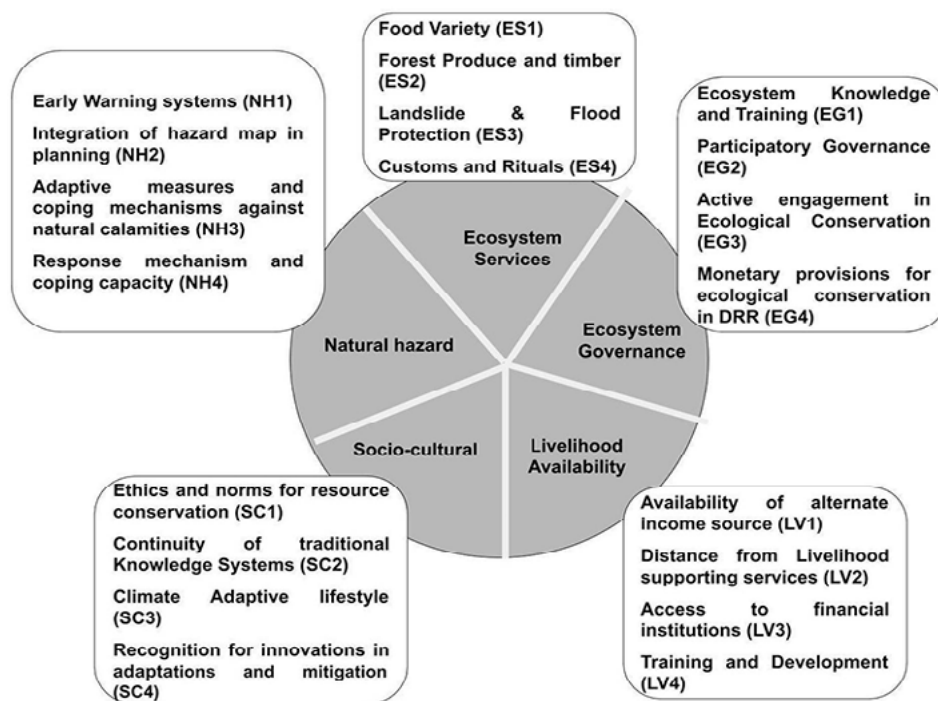 Food Variety (ES1)
Forest Produce and timber
(ES2)
Landslide & Flood
Protection (ES3)
Customs and Rituals (ES4)
Early Warning systems (NH1)
Integration of hazard map in
planning (NH2)
Adaptive measures and
coping mechanisms against
natural calamities (NH3)
Response mechanism and
coping capacity (NH4)
Ecosystem Knowledge
and Training (EG1)
Participatory Governance
(EG2)
Active engagement in
Ecological Conservation
(EG3)
Monetary provisions for
ecological conservation
in DRR (EG4)
Ecosystem
Services
Natural hazard
Ecosystem
Governance
Socio-cultural
Livelihood
Availability
Ethics and norms for resource
conservation (SC1)
Continuity of traditional
Knowledge Systems (SC2)
Climate Adaptive lifestyle
(SC3)
Recognition for innovations in
adaptations and mitigation
(SC4)
Availability of alternate
income source (LV1)
Distance from Livelihood
supporting services (LV2)
Access to financial
institutions (LV3)
Training and Development
(LV4)